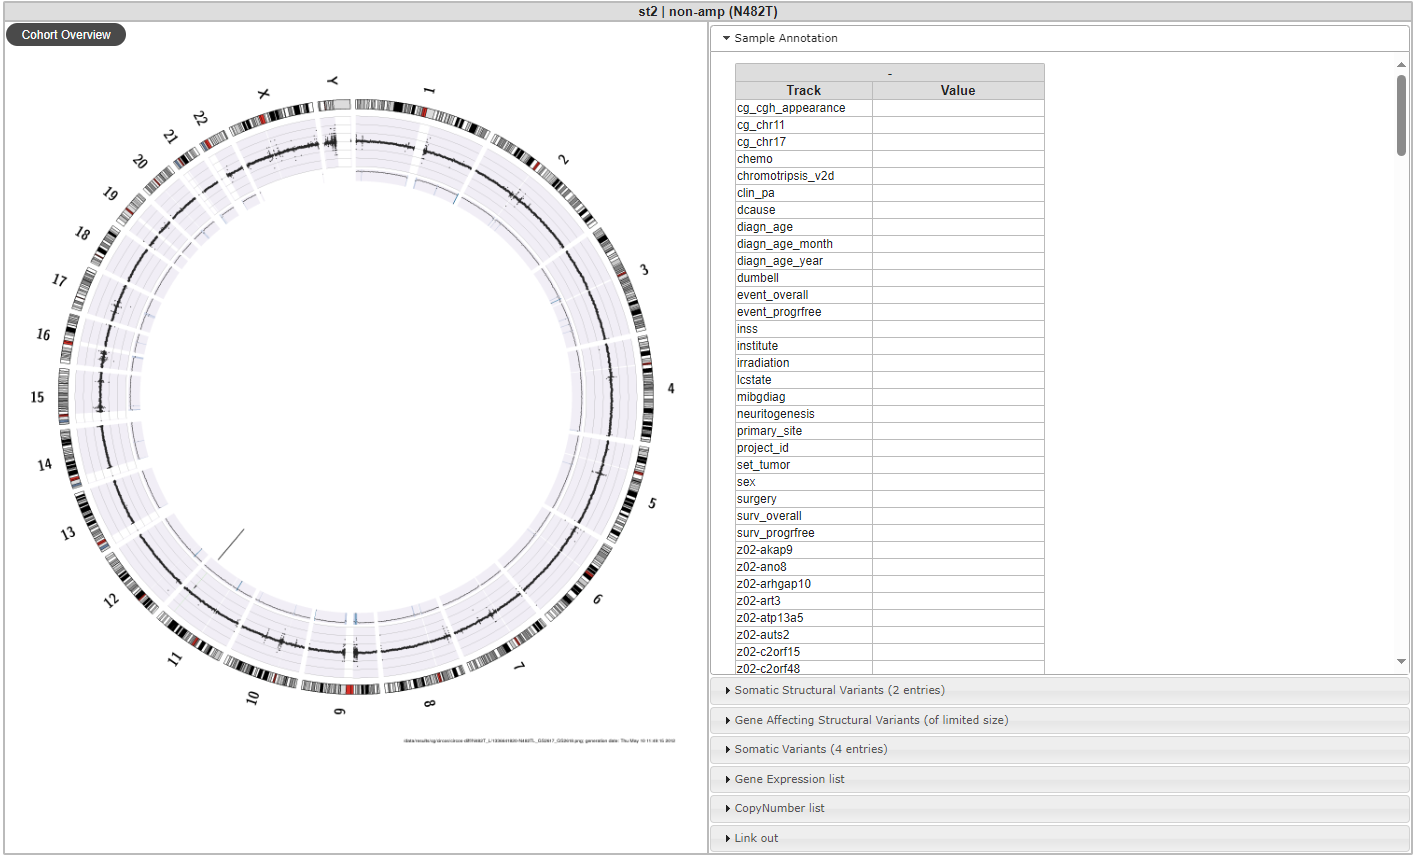 st2 | non-amp (N482T)
Cohort Overview
1
2
3
4
5
6
7
8
9
10
11
12
13
14
15
16
17
18
19
20
21
22
X
Y
Sample Annotation
-
Track Value
cg_cgh_appearance
cg_chr11
cg_chr17
chemo
chromotripsis_v2d
clin_pa
dcause
diagn_age
diagn_age_month
diagn_age_year
dumbell
event_overall
event_progrfree
inss
institute
irradiation
lcstate
mibgdiag
neuritogenesis
primary_site
project_id
set_tumor
sex
surgery
surv_overall
surv_progrfree
z02-akap9
z02-ano8
z02-arhgap10
z02-art3
z02-atp13a5
z02-auts2
z02-c2orf15
z02-c2orf48
Somatic Structural Variants (2 entries)
Gene Affecting Structural Variants (of limited size)
Somatic Variants (4 entries)
Gene Expression list
CopyNumber list
Link out